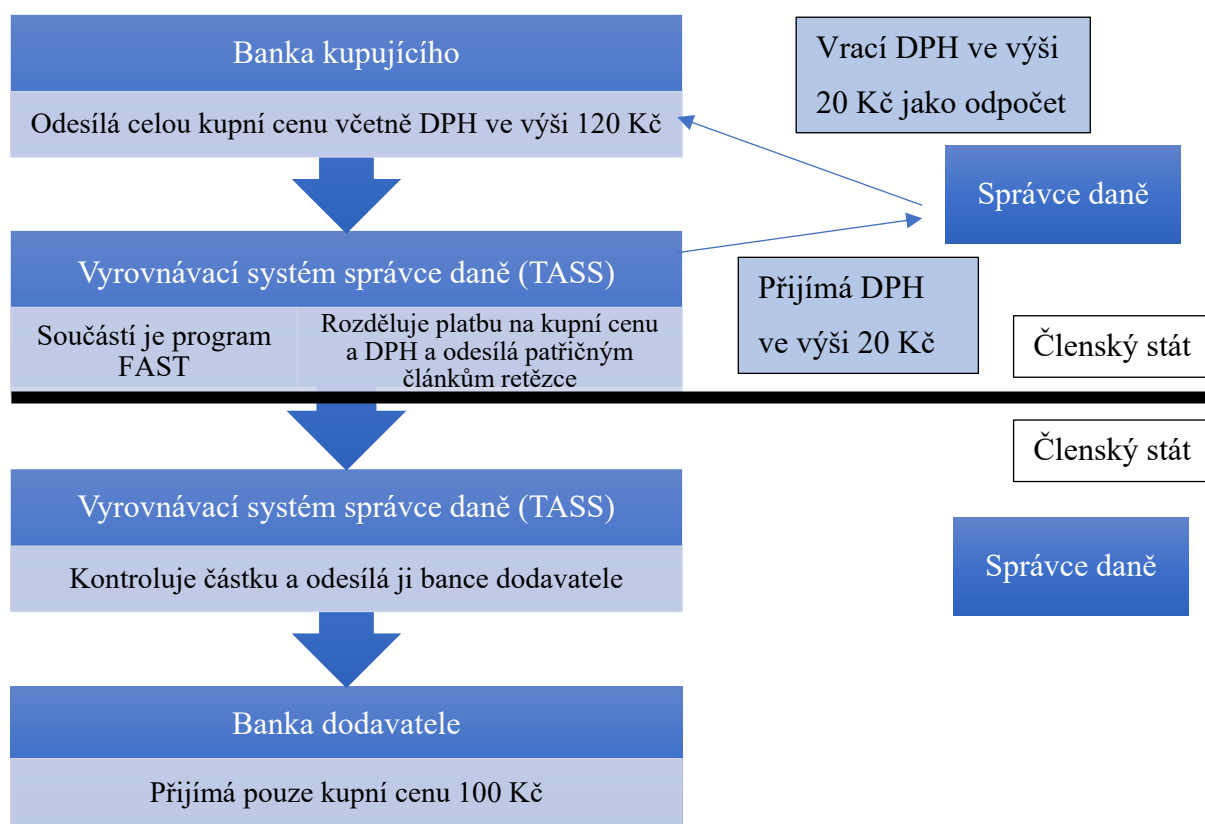 Banka kupujícího
Odesílá celou kupní cenu včetně DPH ve výši 120 Kč
Vrací DPH ve výši
20 Kč jako odpočet
Správce daně
Vyrovnávací systém správce daně (TASS)
Součástí je program
FAST
Rozděluje platbu na kupní cenu
a DPH a odesílá patřičným
článkům retězce
Přijímá DPH
ve výši 20 Kč
Členský stát
Členský stát
Vyrovnávací systém správce daně (TASS)
Kontroluje částku a odesílá ji bance dodavatele
Správce daně
Banka dodavatele
Přijímá pouze kupní cenu 100 Kč